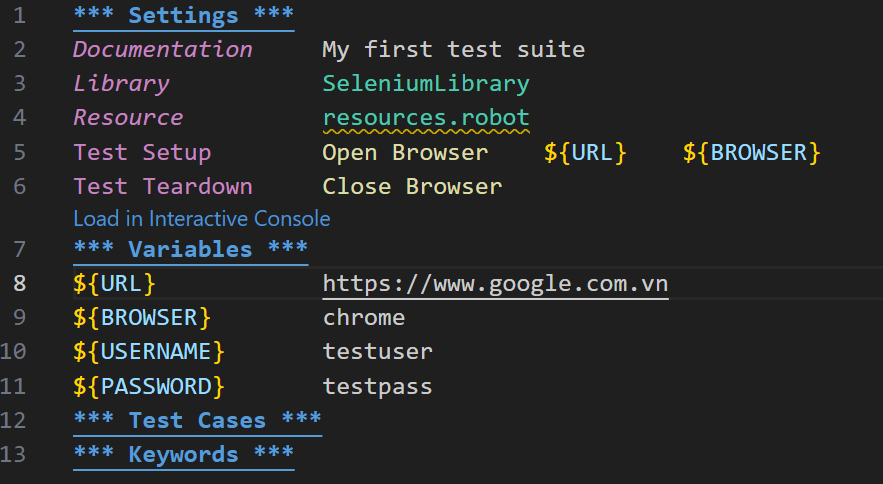 1 *** Settings ***
2 Documentation My first test suite
3 Library SeleniumLibrary
4 Resource resources.robot
5 Test Setup Open Browser ${URL} ${BROWSER}
6 Test Teardown Close Browser
Load in Interactive Console
7 *** Variables ***
8 ${URL} https://www.google.com.vn
9 ${BROWSER} chrome
10 ${USERNAME} testuser
11 ${PASSWORD} testpass
12 *** Test Cases ***
13 *** Keywords ***